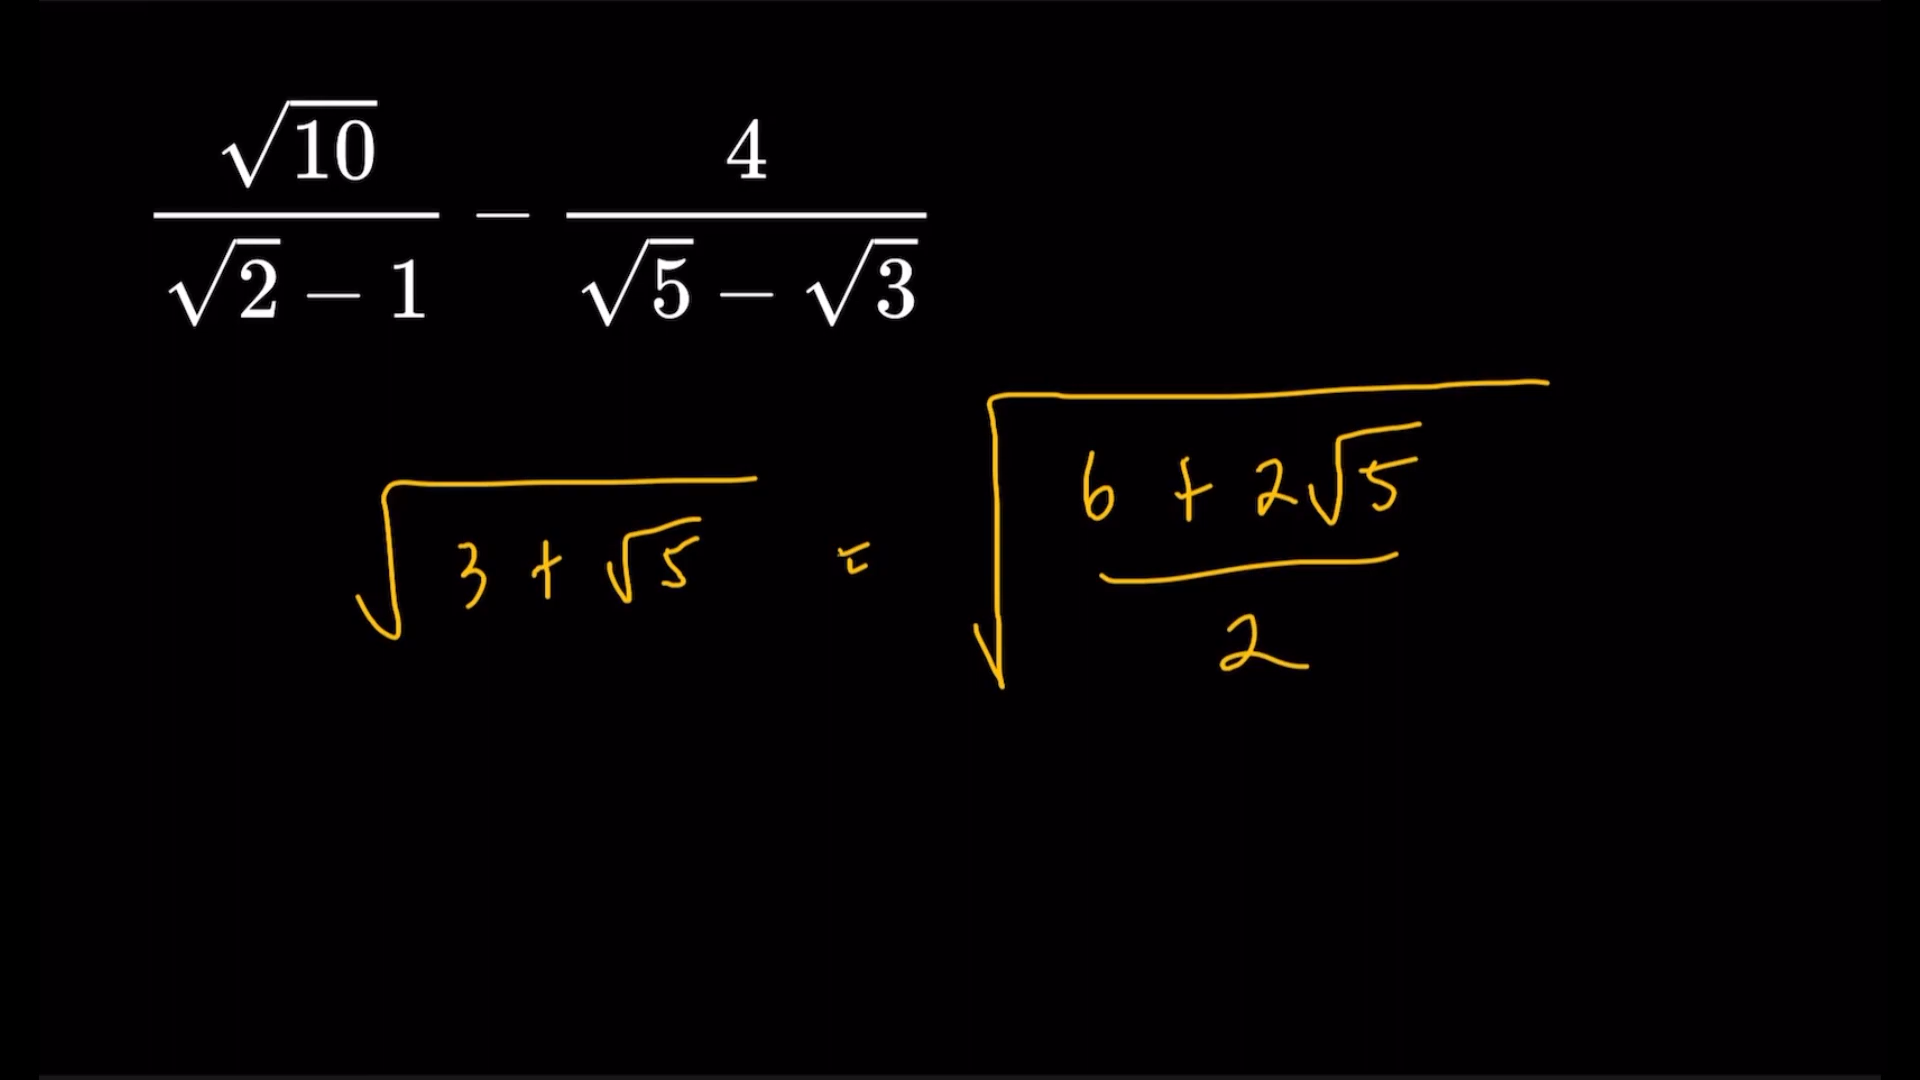 √10/(√2 − 1) − 4/(√5 − √3)
√(3 + √5) = √((6 + 2√5)/2)